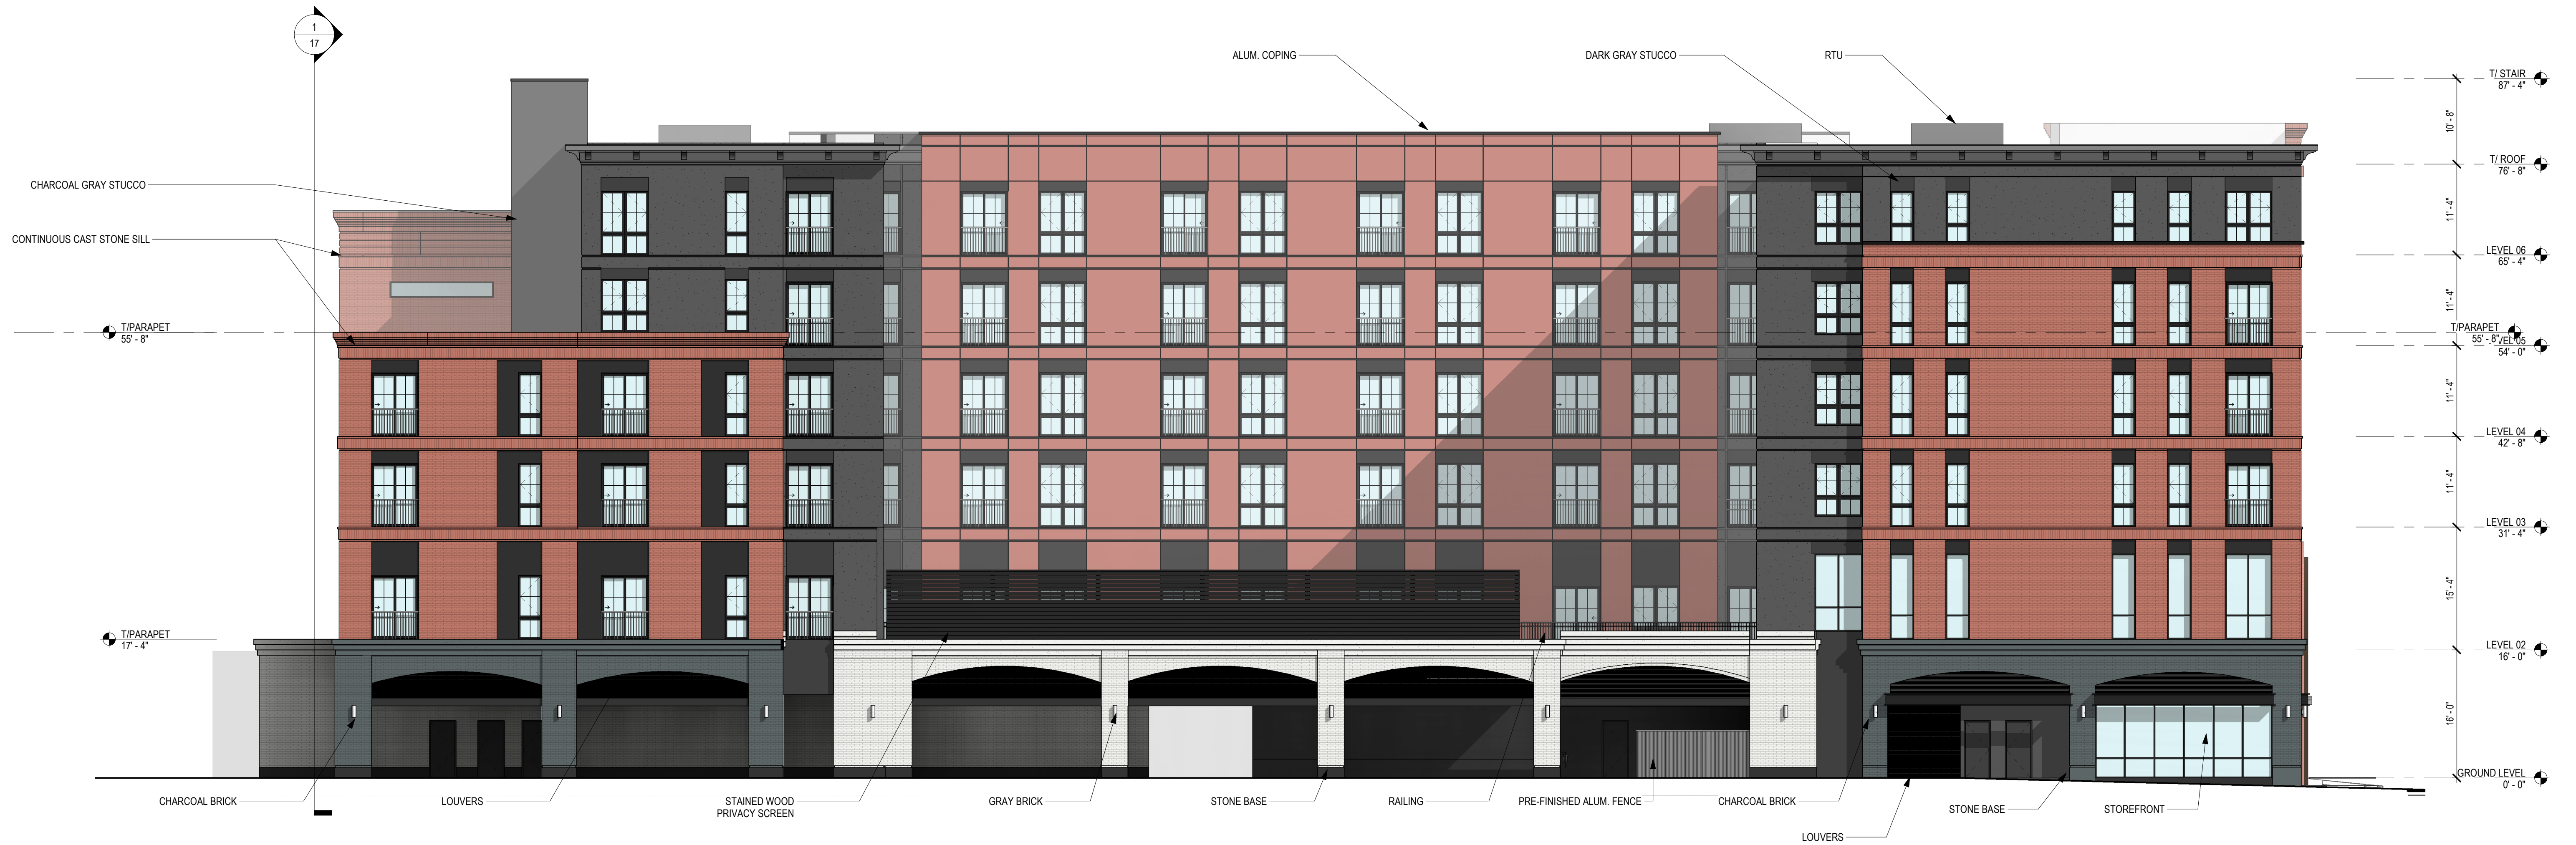 1
17
ALUM. COPING
DARK GRAY STUCCO
RTU
T/ STAIR
87' - 4"
10' - 8"
T/ ROOF
76' - 8"
CHARCOAL GRAY STUCCO
11' - 4"
CONTINUOUS CAST STONE SILL
LEVEL 06
65' - 4"
11' - 4"
T/PARAPET
55' - 8"
T/PARAPET
55' - 8"
54' - 0"
11' - 4"
LEVEL 04
42' - 8"
11' - 4"
LEVEL 03
31' - 4"
15' - 4"
T/PARAPET
17' - 4"
LEVEL 02
16' - 0"
16' - 0"
GROUND LEVEL
0' - 0"
CHARCOAL BRICK
LOUVERS
STAINED WOOD
PRIVACY SCREEN
GRAY BRICK
STONE BASE
RAILING
PRE-FINISHED ALUM. FENCE
CHARCOAL BRICK
STONE BASE
STOREFRONT
LOUVERS